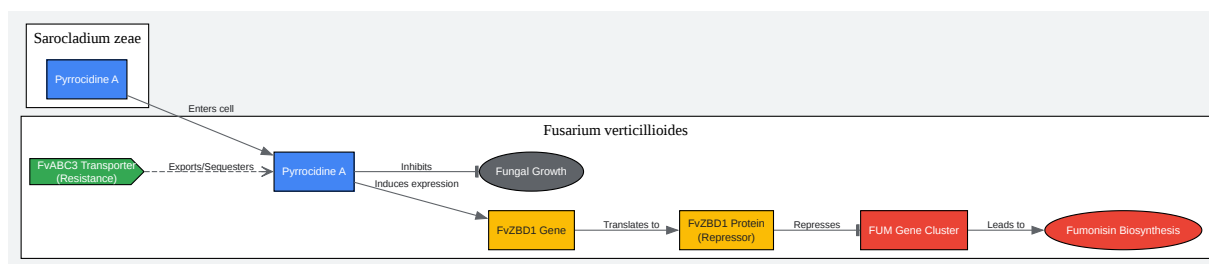 Sarocladium zeae
Pyrrocidine A
Enters cell
Fusarium verticillioides
FvABC3 Transporter
(Resistance)
Exports/Sequesters
Pyrrocidine A
Inhibits
Fungal Growth
Induces expression
FvZBD1 Gene
Translates to
FvZBD1 Protein
(Repressor)
Represses
FUM Gene Cluster
Leads to
Fumonisin Biosynthesis